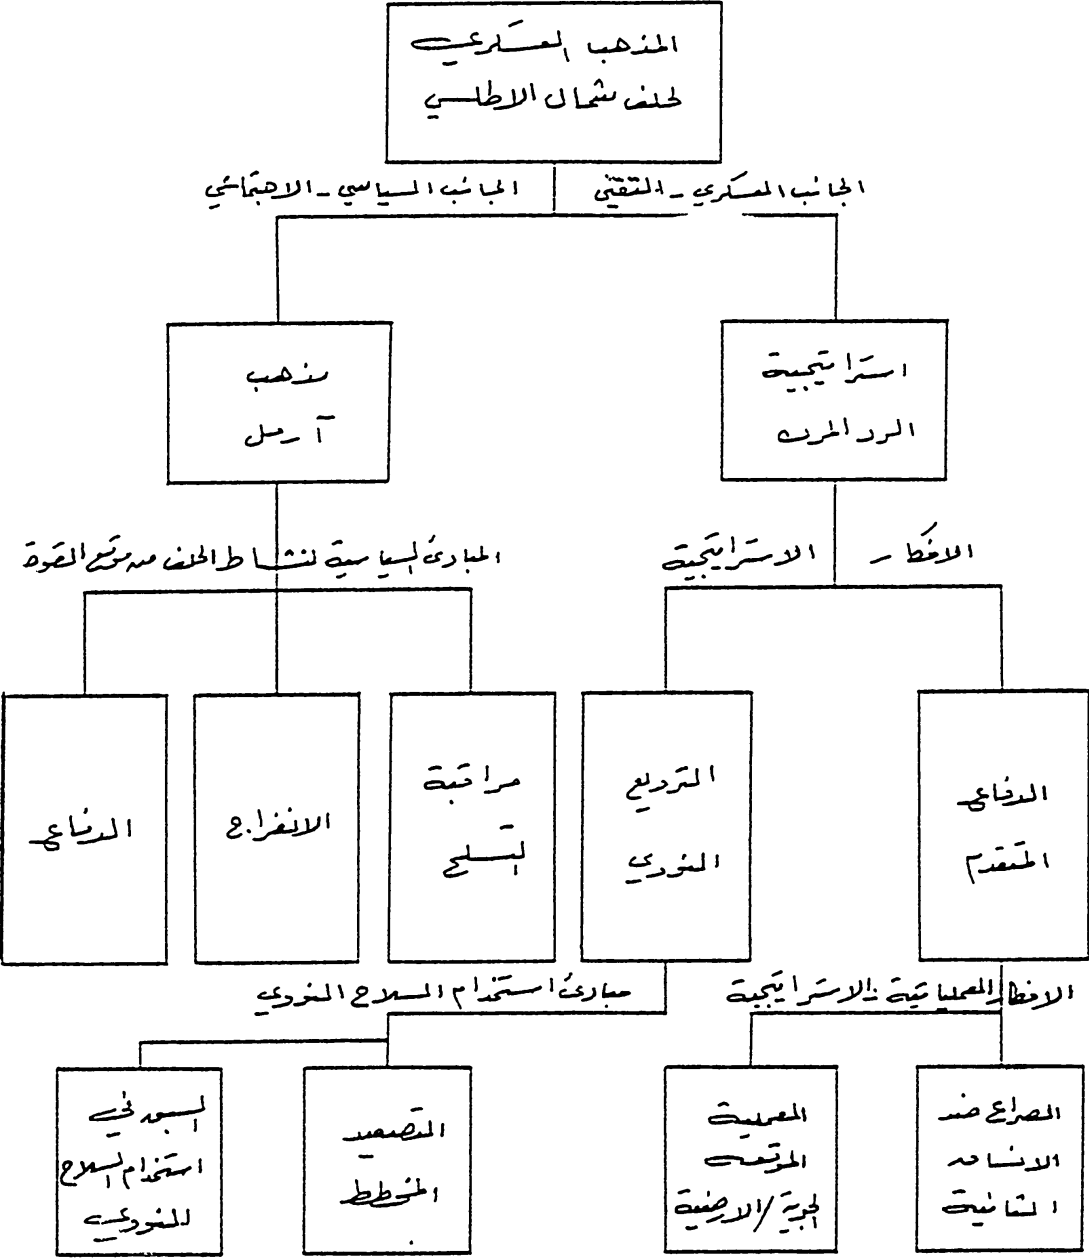 المذهب العسكري
لحلف شمال الاطلسي
الجانب العسكري - التقني
الجانب السياسي - الاجتماعي
استراتيجية
الرد المرن
مذهب
آرمل
الافكار الاستراتيجية
المبادئ السياسية لنشاط الحلف من موقع القوة
الدفاع
المتقدم
الترديع
النووي
مراقبة
التسلح
الانفراج
الدفاع
الافكار العملياتية - الاستراتيجية
مبادئ استخدام السلاح النووي
الصراع ضد
الانساق
الثانية
العملية
الجوية / الارضية
التصعيد
المخطط
السبق في
استخدام السلاح
النووي